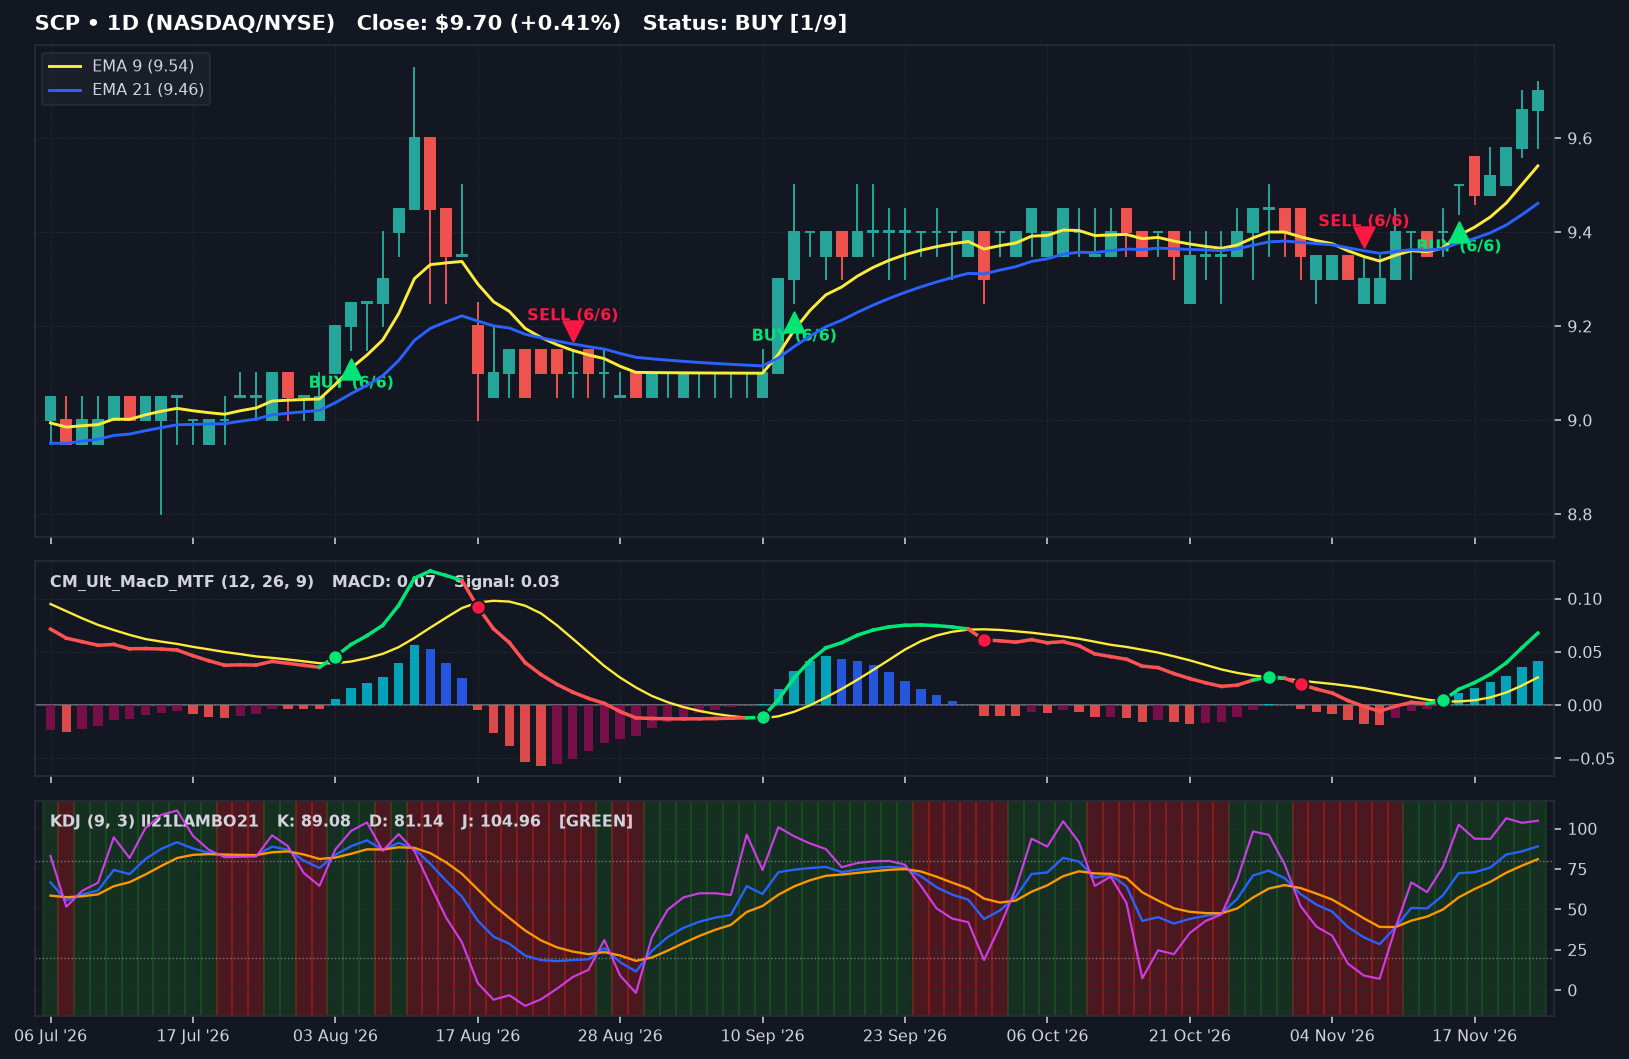 SCP • 1D (NASDAQ/NYSE)   Close: $9.70 (+0.41%)   Status: BUY [1/9]
EMA 9 (9.54)
EMA 21 (9.46)
9.6
SELL (6/6)
9.4
BUY (6/6)
SELL (6/6)
BUY (6/6)
9.2
BUY (6/6)
9.0
8.8
CM_Ult_MacD_MTF (12, 26, 9)   MACD: 0.07   Signal: 0.03
0.10
0.05
0.00
−0.05
KDJ (9, 3) II21LAMBO21   K: 89.08   D: 81.14   J: 104.96   [GREEN]
100
75
50
25
0
06 Jul '26
17 Jul '26
03 Aug '26
17 Aug '26
28 Aug '26
10 Sep '26
23 Sep '26
06 Oct '26
21 Oct '26
04 Nov '26
17 Nov '26